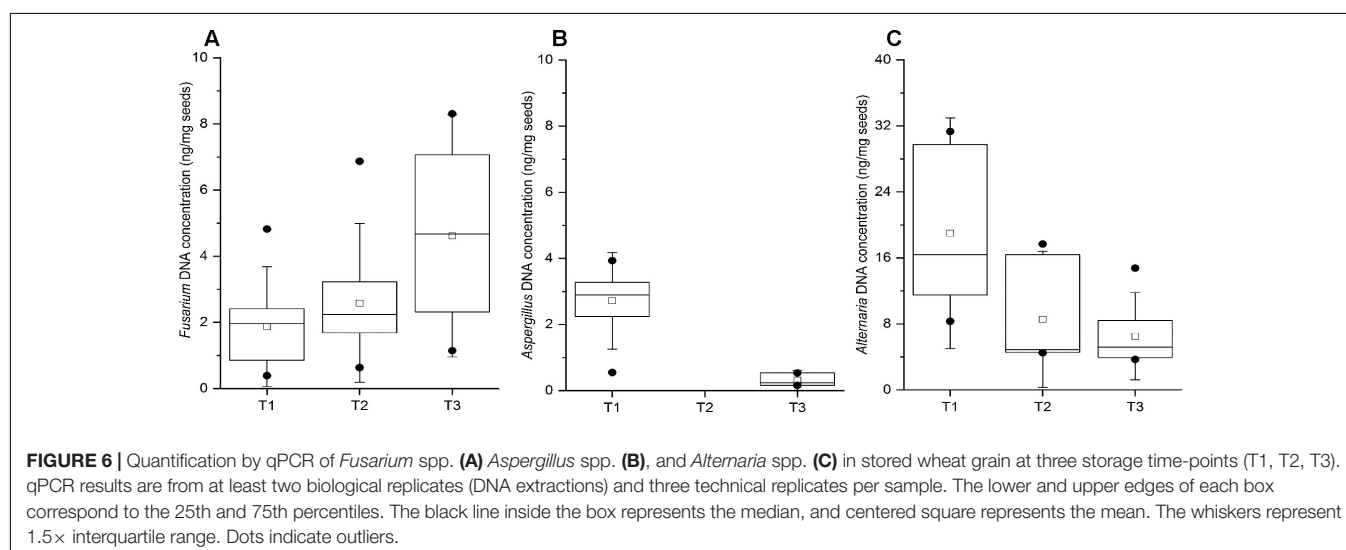 A
B
C
10
8
6
4
2
0
Fusarium DNA concentration (ng/mg seeds)
T1
T2
T3
10
8
6
4
2
0
Aspergillus DNA concentration (ng/mg seeds)
T1
T2
T3
40
32
24
16
8
0
Alternaria DNA concentration (ng/mg seeds)
T1
T2
T3
FIGURE 6 | Quantification by qPCR of Fusarium spp. (A) Aspergillus spp. (B), and Alternaria spp. (C) in stored wheat grain at three storage time-points (T1, T2, T3).
qPCR results are from at least two biological replicates (DNA extractions) and three technical replicates per sample. The lower and upper edges of each box
correspond to the 25th and 75th percentiles. The black line inside the box represents the median, and centered square represents the mean. The whiskers represent
1.5× interquartile range. Dots indicate outliers.